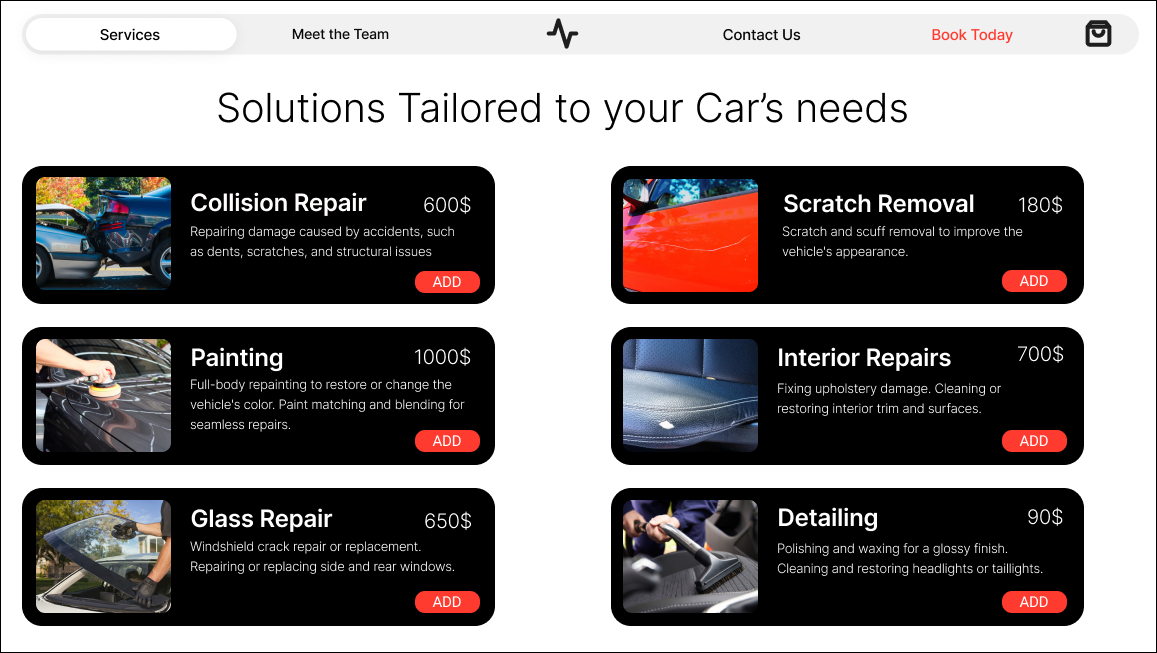 Services
Meet the Team
Contact Us
Book Today
Solutions Tailored to your Car’s needs
Collision Repair
600$
Repairing damage caused by accidents, such
as dents, scratches, and structural issues
ADD
Scratch Removal
180$
Scratch and scuff removal to improve the
vehicle's appearance.
ADD
Painting
1000$
Full-body repainting to restore or change the
vehicle's color. Paint matching and blending for
seamless repairs.
ADD
Interior Repairs
700$
Fixing upholstery damage. Cleaning or
restoring interior trim and surfaces.
ADD
Glass Repair
650$
Windshield crack repair or replacement.
Repairing or replacing side and rear windows.
ADD
Detailing
90$
Polishing and waxing for a glossy finish.
Cleaning and restoring headlights or taillights.
ADD